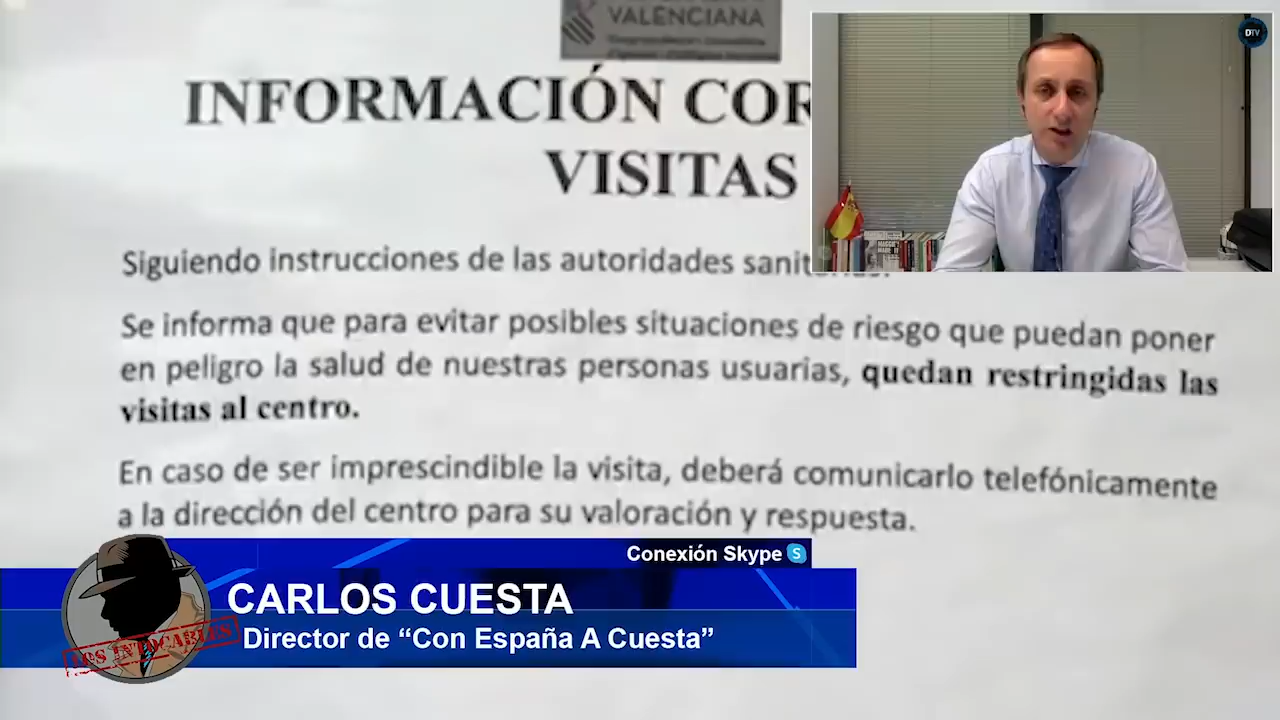 VALENCIANA
INFORMACIÓN COR
VISITAS
DTV
Siguiendo instrucciones de las autoridades sanit
Se informa que para evitar posibles situaciones de riesgo que puedan poner
en peligro la salud de nuestras personas usuarias, quedan restringidas las
visitas al centro.
En caso de ser imprescindible la visita, deberá comunicarlo telefónicamente
a la dirección del centro para su valoración y respuesta.
Conexión Skype S
CARLOS CUESTA
Director de “Con España A Cuesta”
LOS INTOCABLES